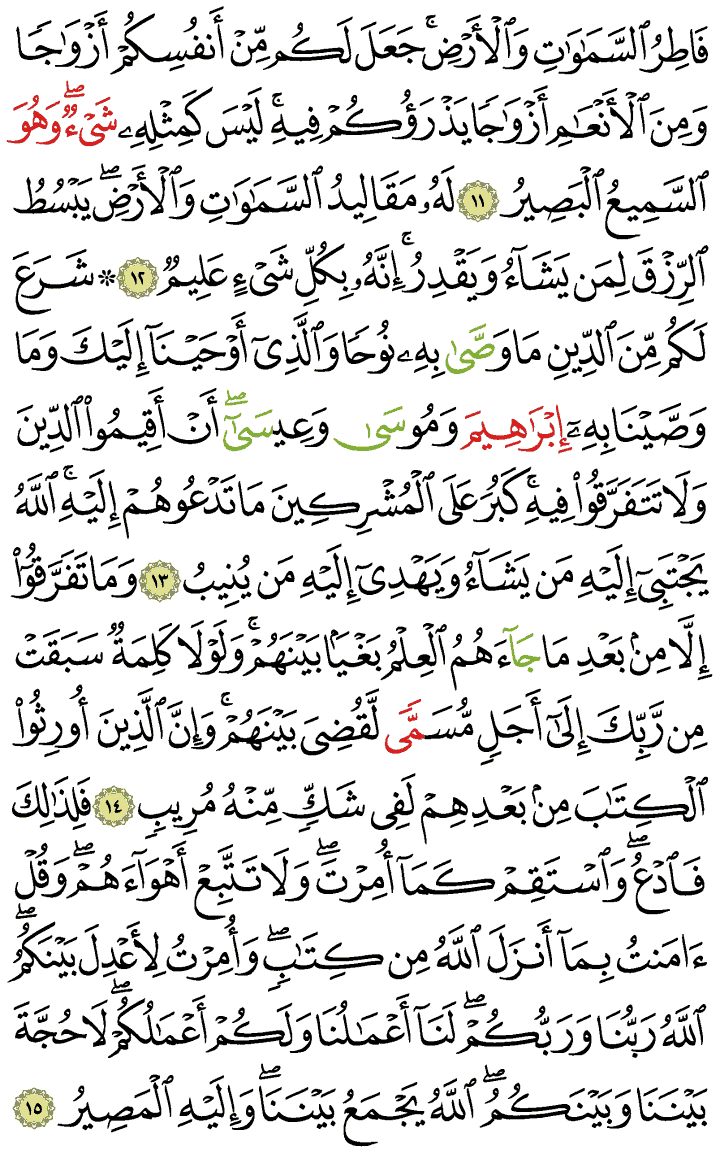 فَاطِرُ ٱلسَّمَٰوَٰتِ وَٱلْأَرْضِۚ جَعَلَ لَكُم مِّنْ أَنفُسِكُمْ أَزْوَٰجًا
وَمِنَ ٱلْأَنْعَٰمِ أَزْوَٰجًا يَذْرَؤُكُمْ فِيهِۚ لَيْسَ كَمِثْلِهِۦ شَىْءٌۖ وَهُوَ
ٱلسَّمِيعُ ٱلْبَصِيرُ ١١ لَهُۥ مَقَالِيدُ ٱلسَّمَٰوَٰتِ وَٱلْأَرْضِۖ يَبْسُطُ
ٱلرِّزْقَ لِمَن يَشَآءُ وَيَقْدِرُۚ إِنَّهُۥ بِكُلِّ شَىْءٍ عَلِيمٌ ١٢ * شَرَعَ
لَكُم مِّنَ ٱلدِّينِ مَا وَصَّىٰ بِهِۦ نُوحًا وَٱلَّذِىٓ أَوْحَيْنَآ إِلَيْكَ وَمَا
وَصَّيْنَا بِهِۦٓ إِبْرَٰهِيمَ وَمُوسَىٰ وَعِيسَىٰٓۖ أَنْ أَقِيمُوا۟ ٱلدِّينَ
وَلَا تَتَفَرَّقُوا۟ فِيهِۚ كَبُرَ عَلَى ٱلْمُشْرِكِينَ مَا تَدْعُوهُمْ إِلَيْهِۚ ٱللَّهُ
يَجْتَبِىٓ إِلَيْهِ مَن يَشَآءُ وَيَهْدِىٓ إِلَيْهِ مَن يُنِيبُ ١٣ وَمَا تَفَرَّقُوٓا۟
إِلَّا مِنۢ بَعْدِ مَا جَآءَهُمُ ٱلْعِلْمُ بَغْيًۢا بَيْنَهُمْۚ وَلَوْلَا كَلِمَةٌ سَبَقَتْ
مِن رَّبِّكَ إِلَىٰٓ أَجَلٍ مُّسَمًّى لَّقُضِىَ بَيْنَهُمْۚ وَإِنَّ ٱلَّذِينَ أُورِثُوا۟
ٱلْكِتَٰبَ مِنۢ بَعْدِهِمْ لَفِى شَكٍّ مِّنْهُ مُرِيبٍ ١٤ فَلِذَٰلِكَ
فَٱدْعُۖ وَٱسْتَقِمْ كَمَآ أُمِرْتَۖ وَلَا تَتَّبِعْ أَهْوَآءَهُمْۖ وَقُلْ
ءَامَنتُ بِمَآ أَنزَلَ ٱللَّهُ مِن كِتَٰبٍۖ وَأُمِرْتُ لِأَعْدِلَ بَيْنَكُمُۖ
ٱللَّهُ رَبُّنَا وَرَبُّكُمْۖ لَنَآ أَعْمَٰلُنَا وَلَكُمْ أَعْمَٰلُكُمْۖ لَا حُجَّةَ
بَيْنَنَا وَبَيْنَكُمُۖ ٱللَّهُ يَجْمَعُ بَيْنَنَاۖ وَإِلَيْهِ ٱلْمَصِيرُ ١٥